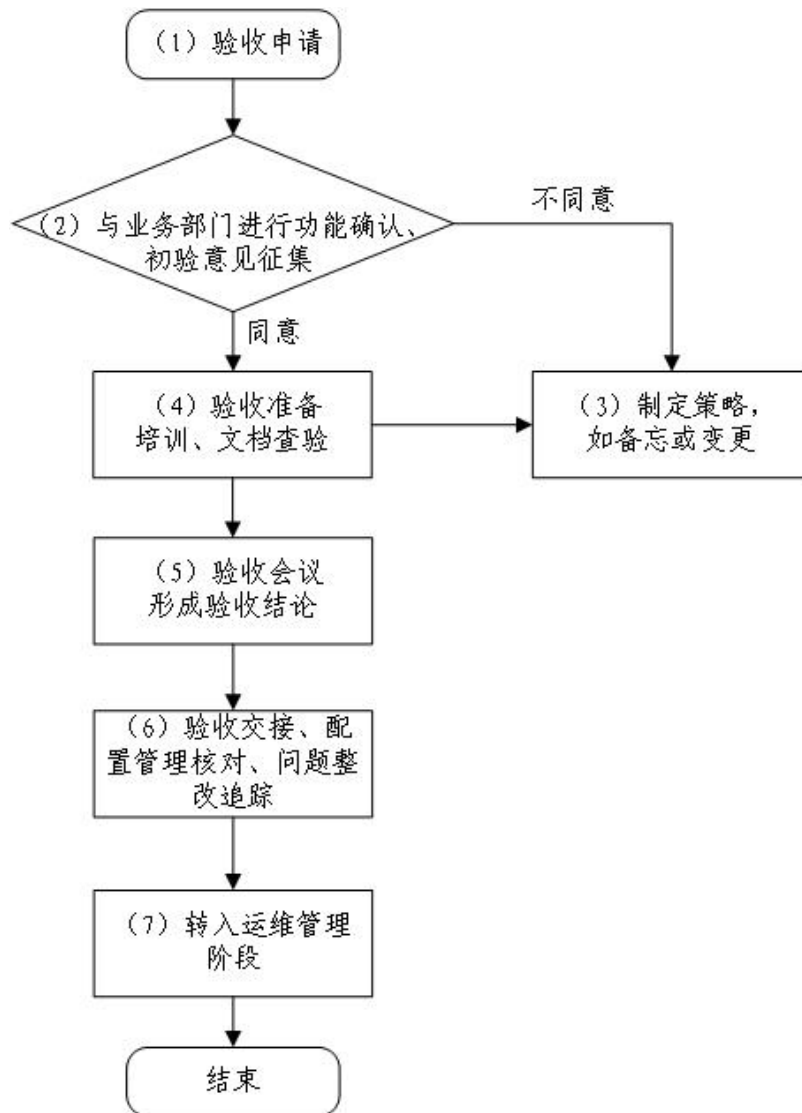 （1）验收申请
（2）与业务部门进行功能确认、
初验意见征集
不同意
同意
（4）验收准备
培训、文档查验
（3）制定策略，
如备忘或变更
（5）验收会议
形成验收结论
（6）验收交接、配
置管理核对、问题整
改追踪
（7）转入运维管理
阶段
结束